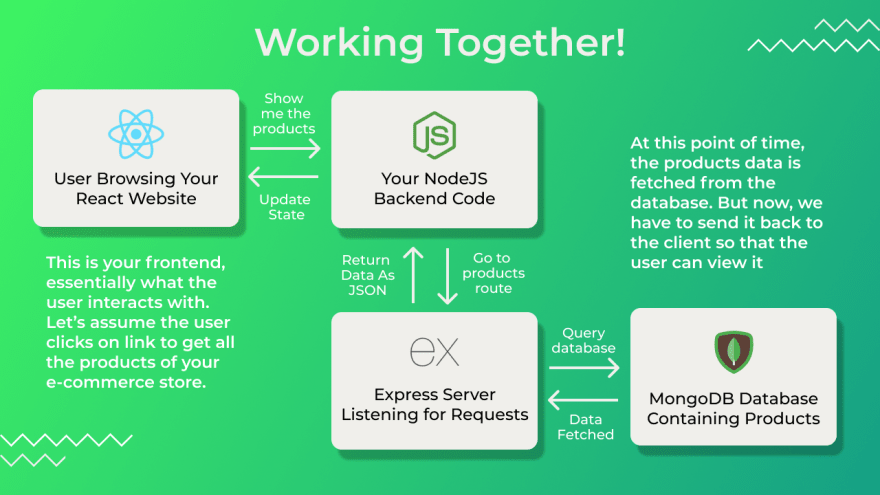 Working Together!
Show
me the
products
JS
User Browsing Your
React Website
Your NodeJS
Backend Code
Update
State
At this point of time,
the products data is
fetched from the
database. But now, we
have to send it back to
the client so that the
user can view it
This is your frontend,
essentially what the
user interacts with.
Let's assume the user
clicks on link to get all
the products of your
e-commerce store.
Return
Data As
JSON
Go to
products
route
ex
Express Server
Listening for Requests
Query
database
Data
Fetched
MongoDB Database
Containing Products